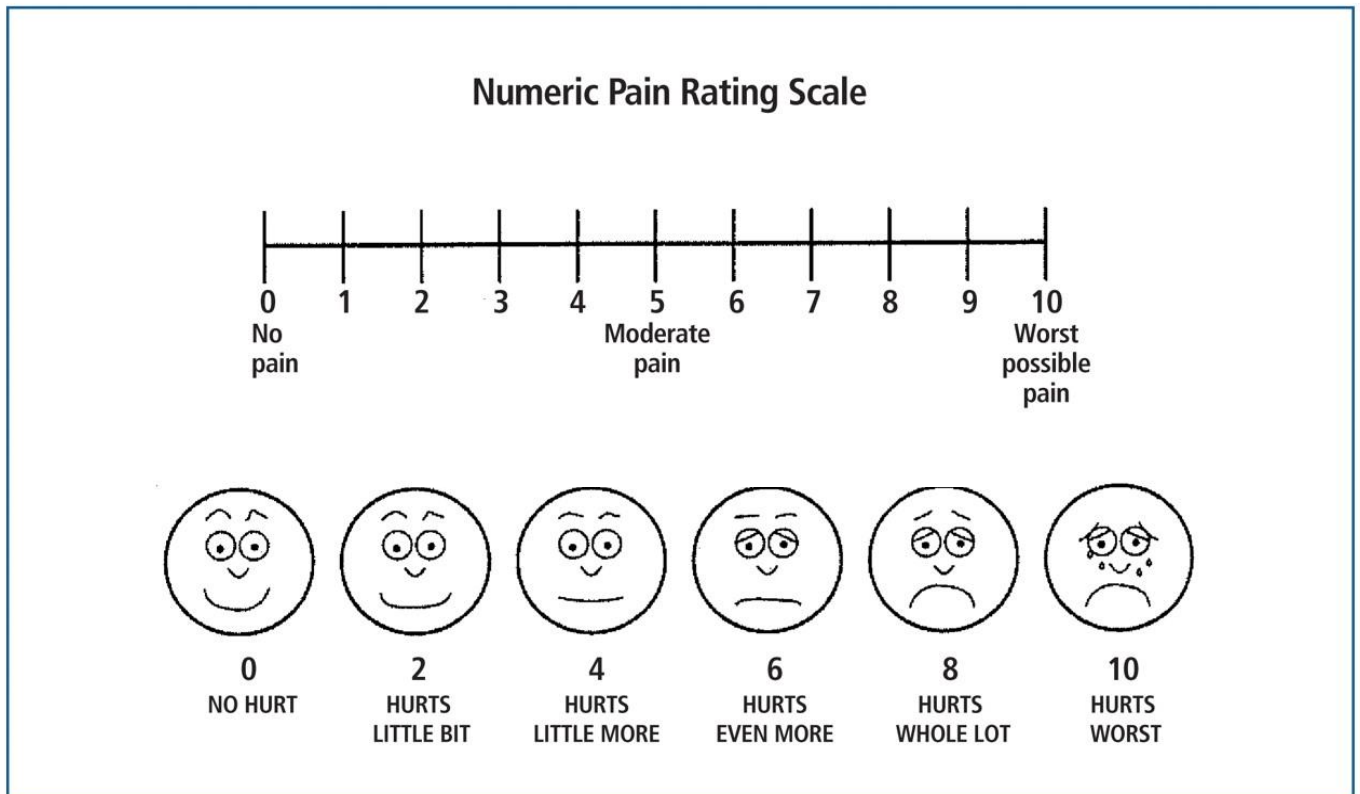 Numeric Pain Rating Scale
0 1 2 3 4 5 6 7 8 9 10
No pain
Moderate pain
Worst possible pain
0 2 4 6 8 10
NO HURT
HURTS LITTLE BIT
HURTS LITTLE MORE
HURTS EVEN MORE
HURTS WHOLE LOT
HURTS WORST